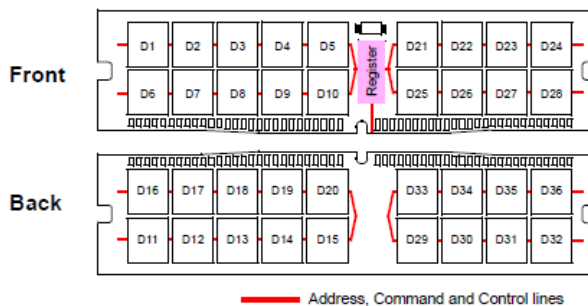 D1 D2 D3 D4 D5 D21 D22 D23 D24
Front
Register
D6 D7 D8 D9 D10 D25 D26 D27 D28
D16 D17 D18 D19 D20 D33 D34 D35 D36
Back
D11 D12 D13 D14 D15 D29 D30 D31 D32
Address, Command and Control lines